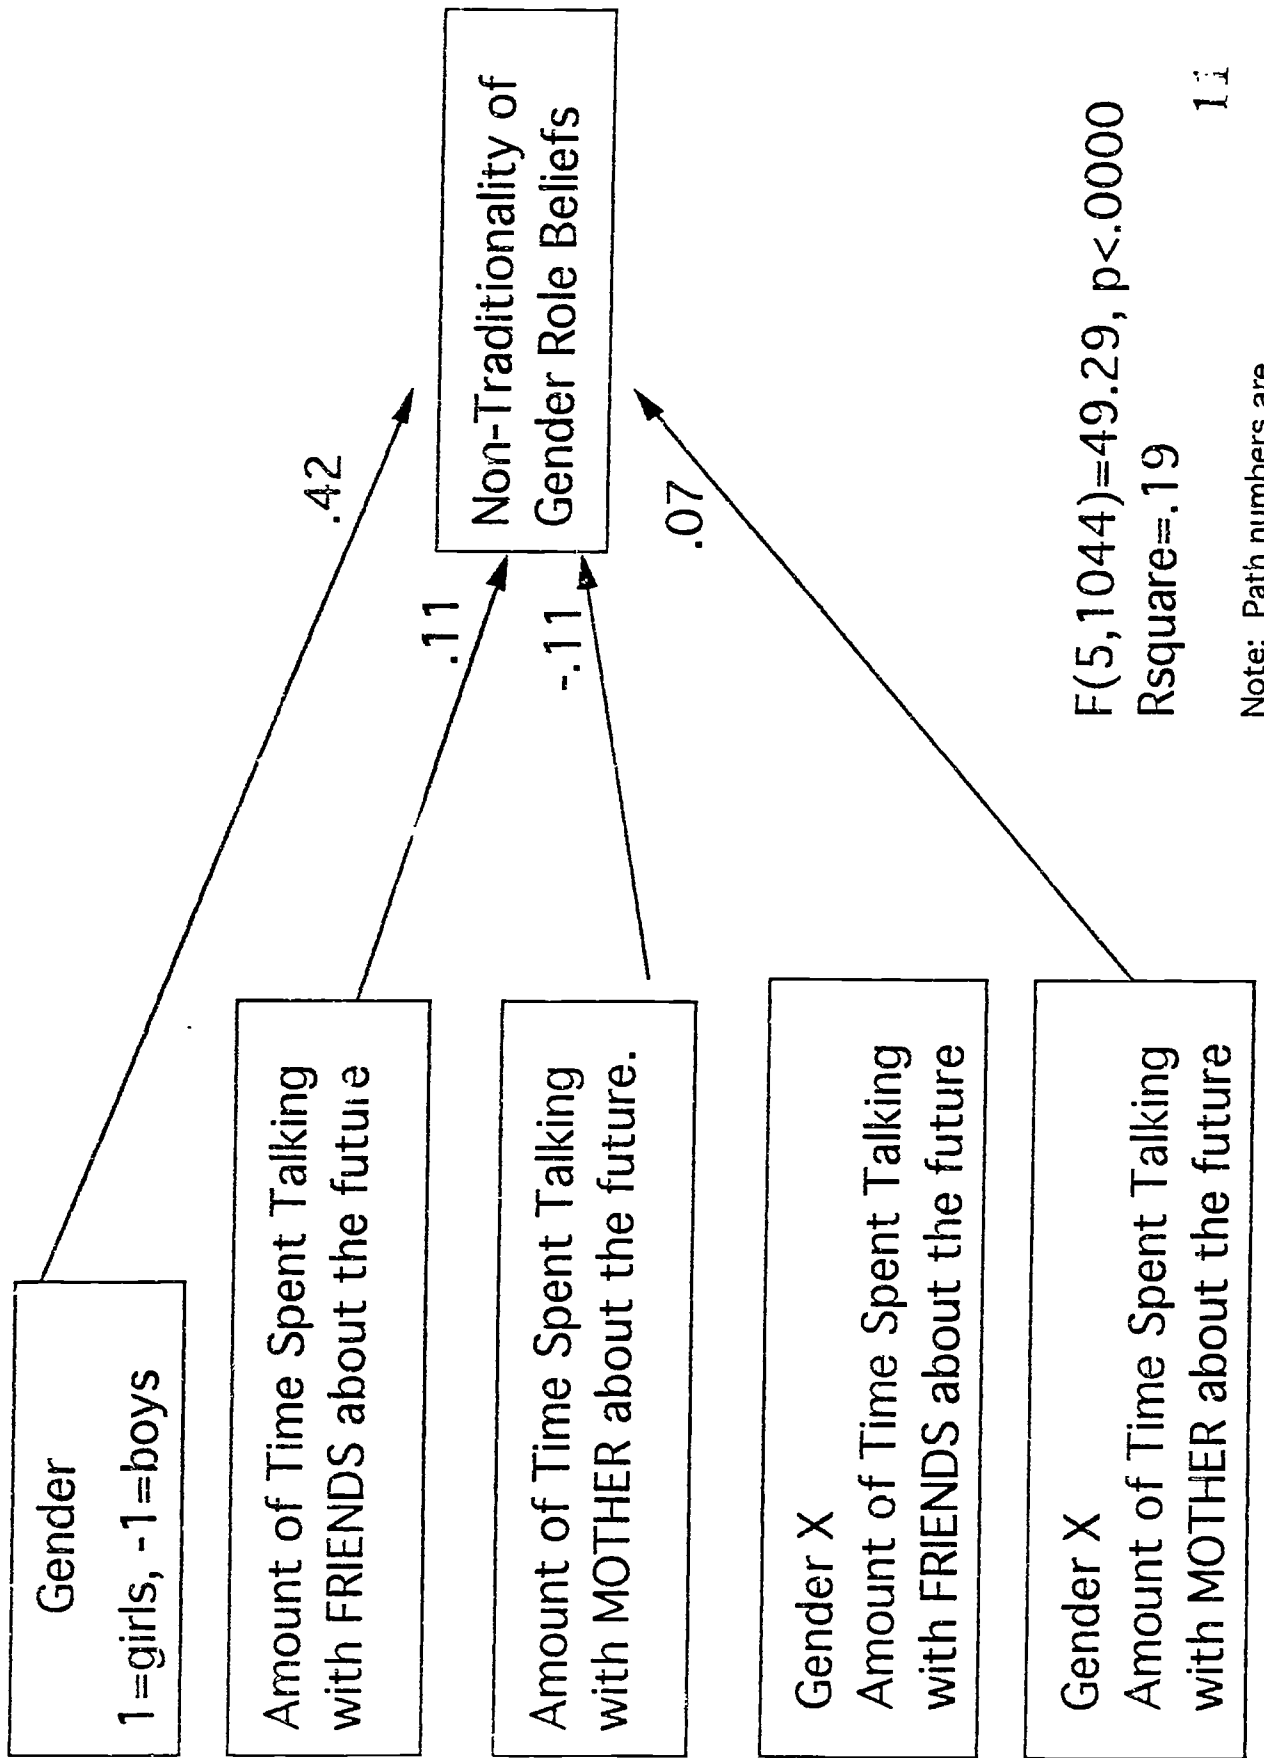 Gender
1=girls, -1=boys
Amount of Time Spent Talking
with FRIENDS about the future
Amount of Time Spent Talking
with MOTHER about the future.
Gender X
Amount of Time Spent Talking
with FRIENDS about the future
Gender X
Amount of Time Spent Talking
with MOTHER about the future
.42
.11
-.11
.07
Non-Traditionality of
Gender Role Beliefs
F(5,1044)=49.29, p<.0000
Rsquare=.19
11
Note: Path numbers are